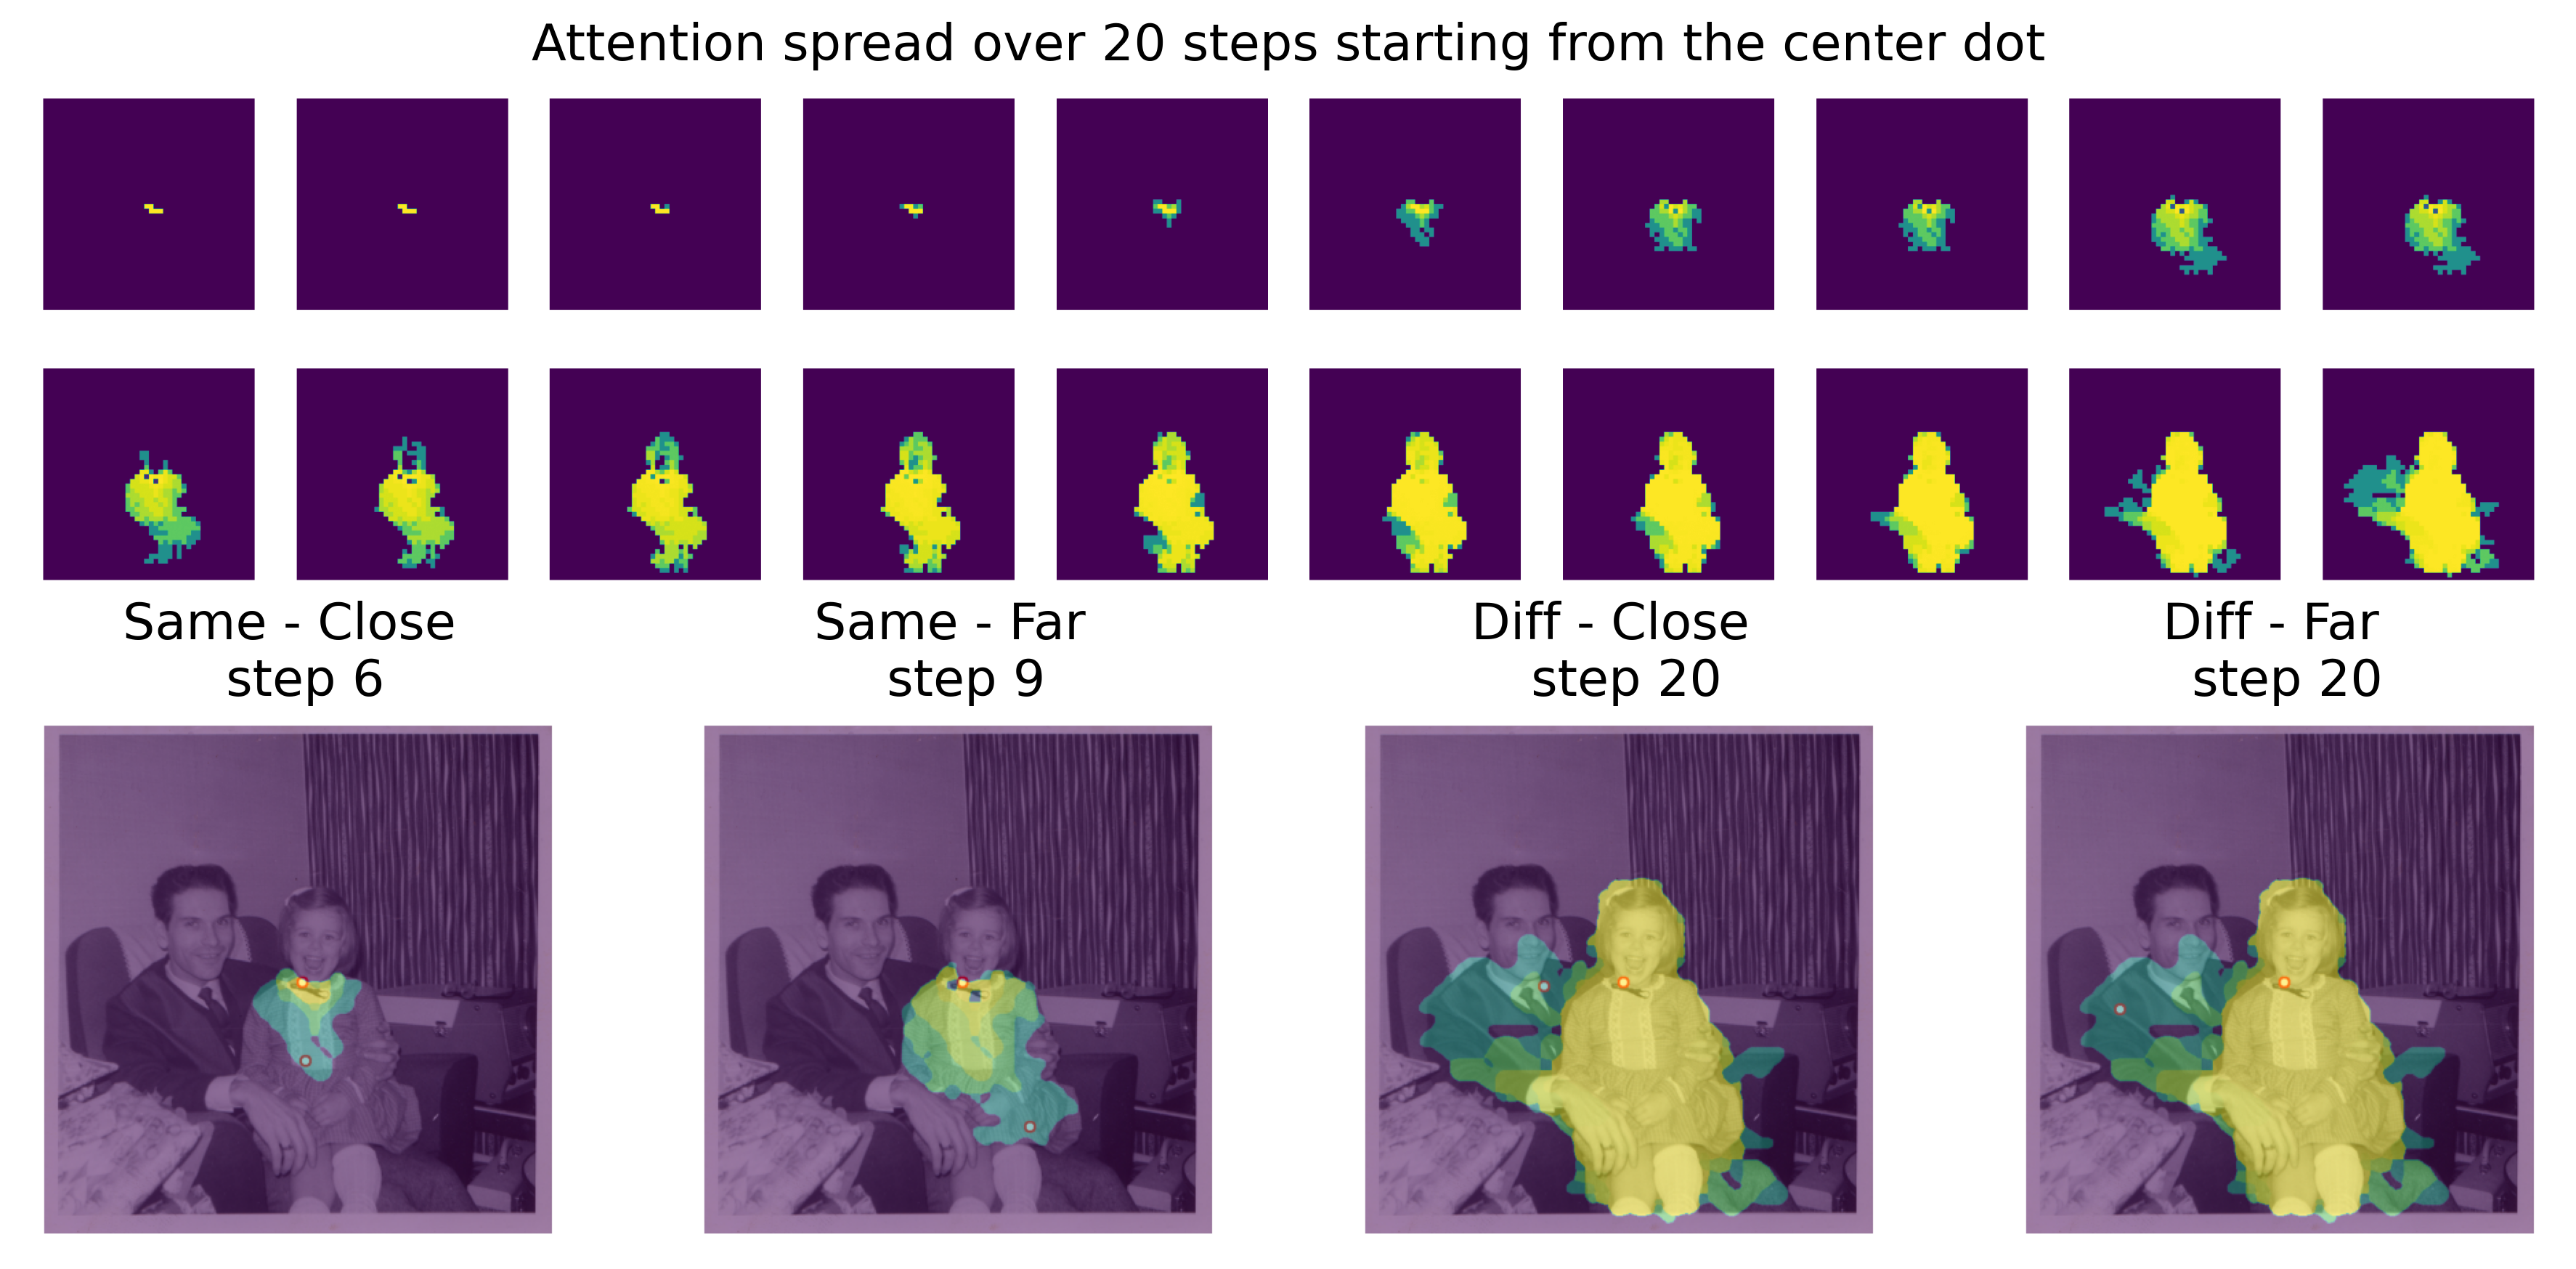 Attention spread over 20 steps starting from the center dot
Same - Close
step 6
Same - Far
step 9
Diff - Close
step 20
Diff - Far
step 20